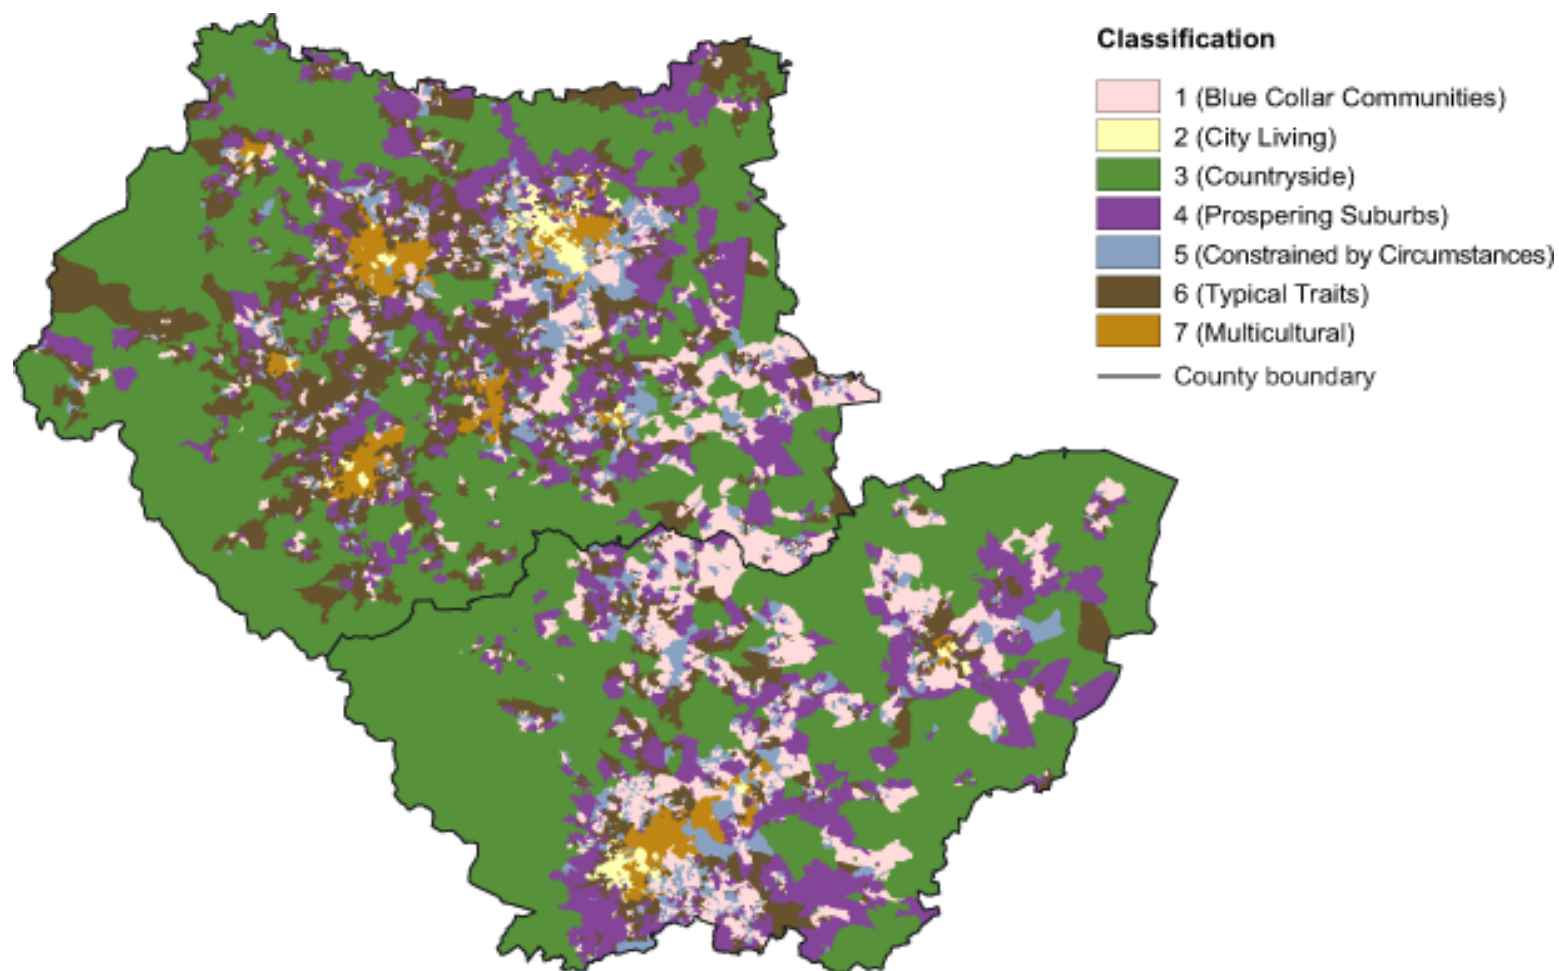 Classification
1 (Blue Collar Communities)
2 (City Living)
3 (Countryside)
4 (Prospering Suburbs)
5 (Constrained by Circumstances)
6 (Typical Traits)
7 (Multicultural)
County boundary